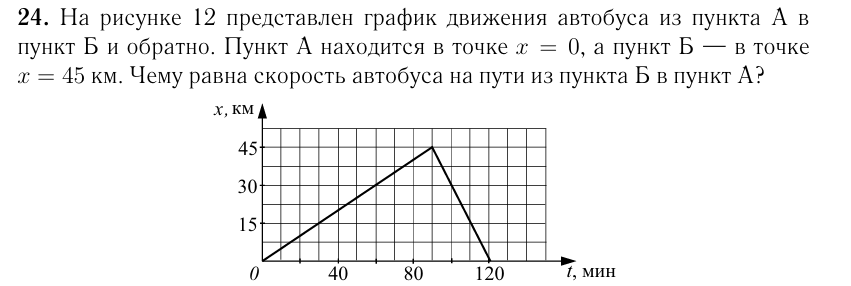 24. На рисунке 12 представлен график движения автобуса из пункта А в
пункт Б и обратно. Пункт А находится в точке x = 0, а пункт Б — в точке
x = 45 км. Чему равна скорость автобуса на пути из пункта Б в пункт А?
x, км
45
30
15
0 40 80 120 t, мин